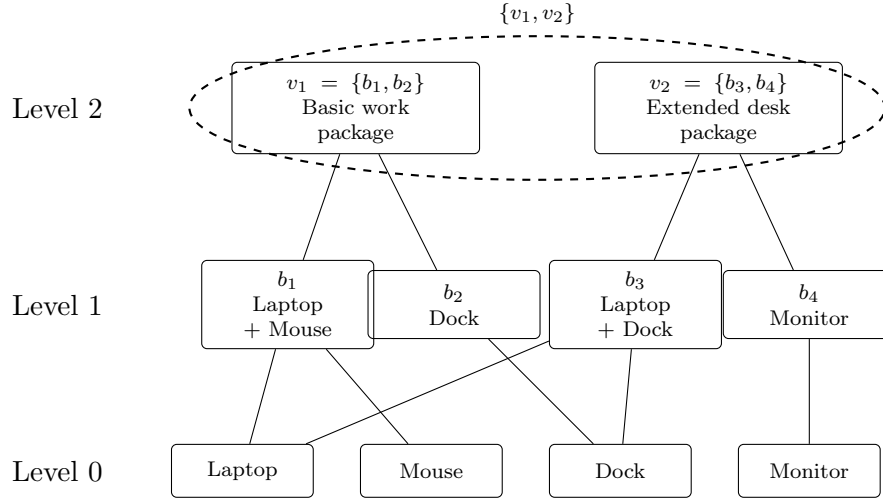 {v₁, v₂}
Level 2
v₁ = {b₁, b₂}
Basic work
package
v₂ = {b₃, b₄}
Extended desk
package
Level 1
b₁
Laptop
+ Mouse
b₂
Dock
b₃
Laptop
+ Dock
b₄
Monitor
Level 0
Laptop
Mouse
Dock
Monitor